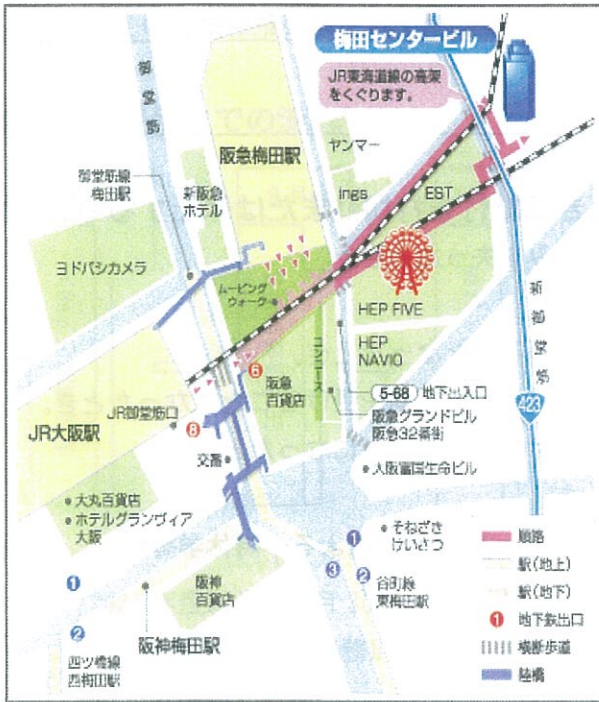 梅田センタービル
JR東海道線の高架
をくぐります。
御堂筋
阪急梅田駅
ヤンマー
御堂筋線
梅田駅
新阪急
ホテル
ings
EST
ヨドバシカメラ
ムービング
ウォーク
HEP FIVE
新御堂筋
HEP
NAVIO
コンコース
6
阪急
百貨店
5-68 地下出入口
423
JR御堂筋口
阪急グランドビル
阪急32番街
JR大阪駅
8
交番
大阪富国生命ビル
大丸百貨店
ホテルグランヴィア
大阪
1
そねざき
けいさつ
順路
1
3
2
駅(地上)
阪神
百貨店
谷町線
東梅田駅
駅(地下)
2
阪神梅田駅
1 地下鉄出口
横断歩道
四ツ橋線
西梅田駅
陸橋